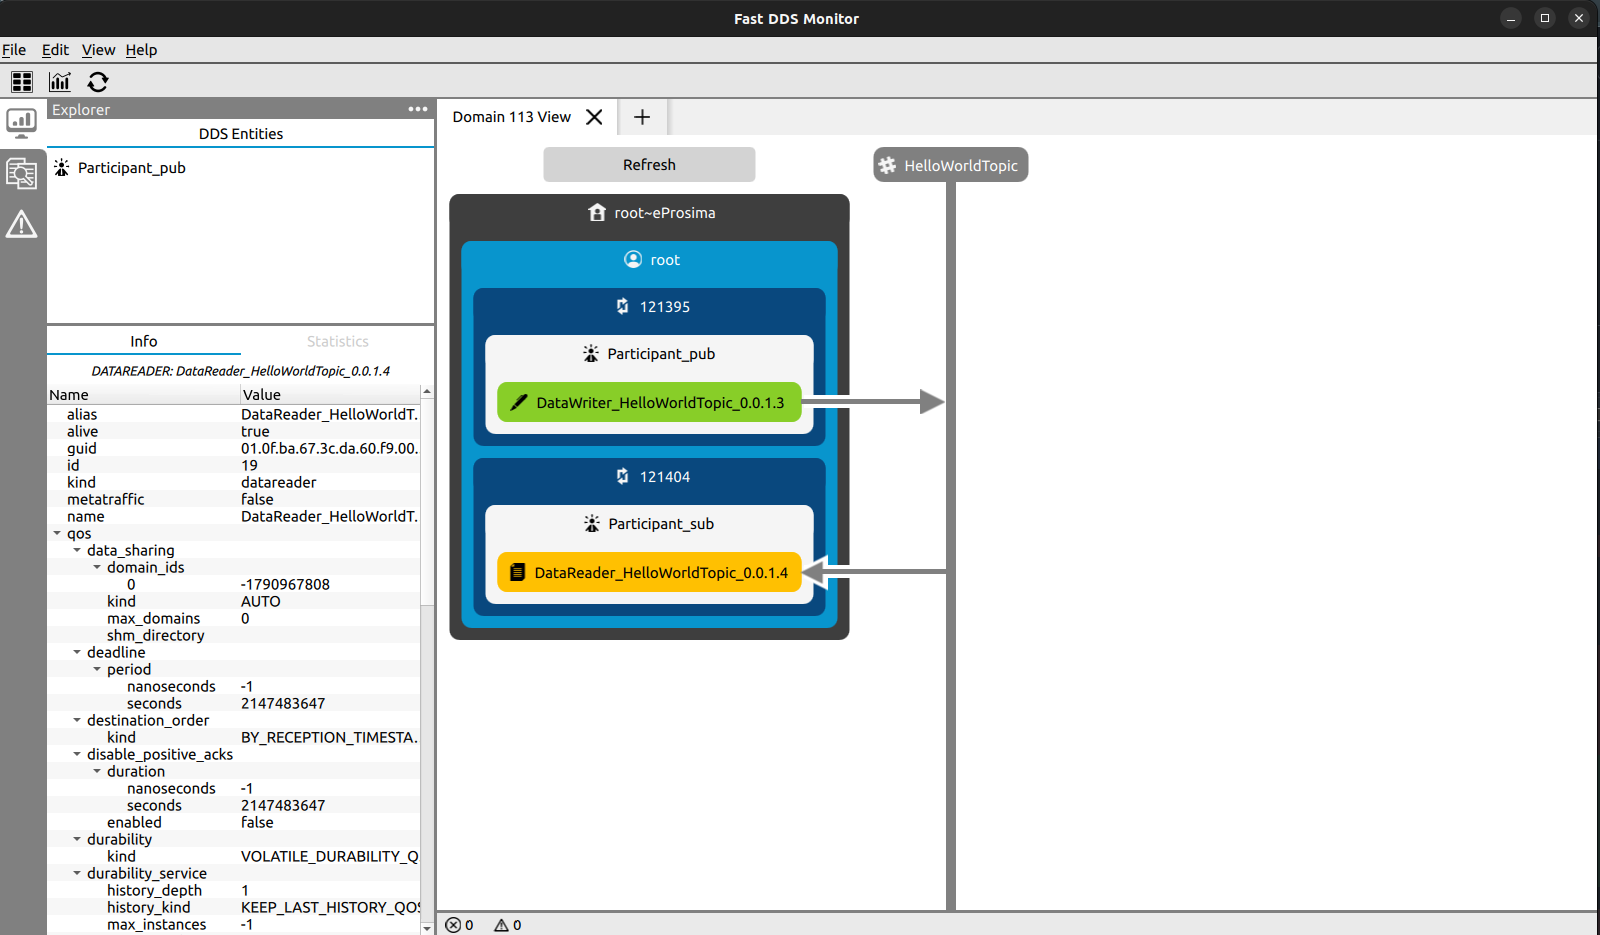 Fast DDS Monitor
File Edit View Help
Explorer
DDS Entities
Participant_pub
Info Statistics
DATAREADER: DataReader_HelloWorldTopic_0.0.1.4
Name Value
alias DataReader_HelloWorldT.
alive true
guid 01.0f.ba.67.3c.da.60.f9.00.
id 19
kind datareader
metatraffic false
name DataReader_HelloWorldT.
qos
data_sharing
domain_ids
0 -1790967808
kind AUTO
max_domains 0
shm_directory
deadline
period
nanoseconds -1
seconds 2147483647
destination_order
kind BY_RECEPTION_TIMESTA.
disable_positive_acks
duration
nanoseconds -1
seconds 2147483647
enabled false
durability
kind VOLATILE_DURABILITY_Q
durability_service
history_depth 1
history_kind KEEP_LAST_HISTORY_QOS
max_instances -1
Domain 113 View
Refresh
HelloWorldTopic
root~eProsima
root
121395
Participant_pub
DataWriter_HelloWorldTopic_0.0.1.3
121404
Participant_sub
DataReader_HelloWorldTopic_0.0.1.4
0 0